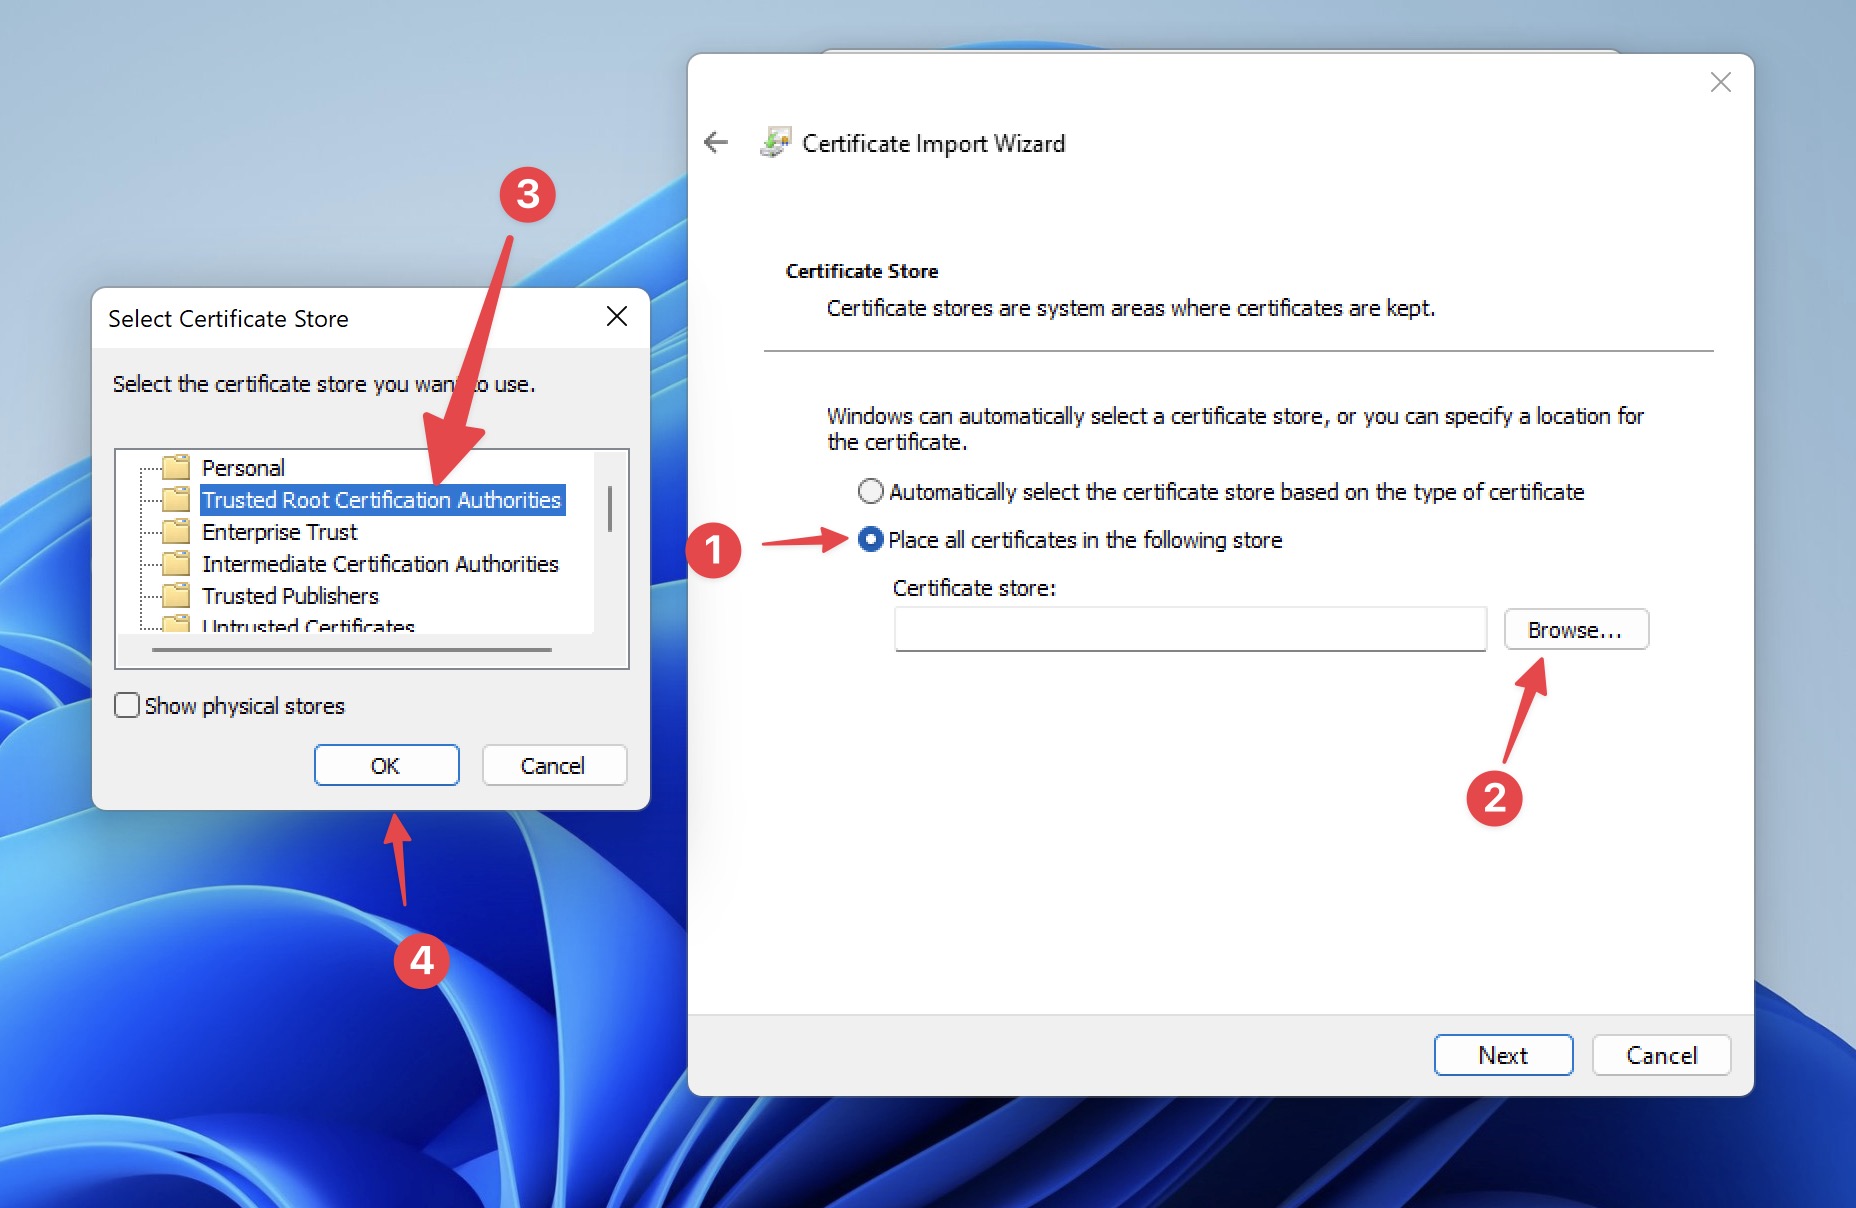 Certificate Import Wizard
3
Certificate Store
Certificate stores are system areas where certificates are kept.
Select Certificate Store
Select the certificate store you want to use.
Personal
Trusted Root Certification Authorities
Enterprise Trust
Intermediate Certification Authorities
Trusted Publishers
Untrusted Certificates
Show physical stores
OK
Cancel
4
Windows can automatically select a certificate store, or you can specify a location for
the certificate.
Automatically select the certificate store based on the type of certificate
1
Place all certificates in the following store
Certificate store:
Browse...
2
Next
Cancel